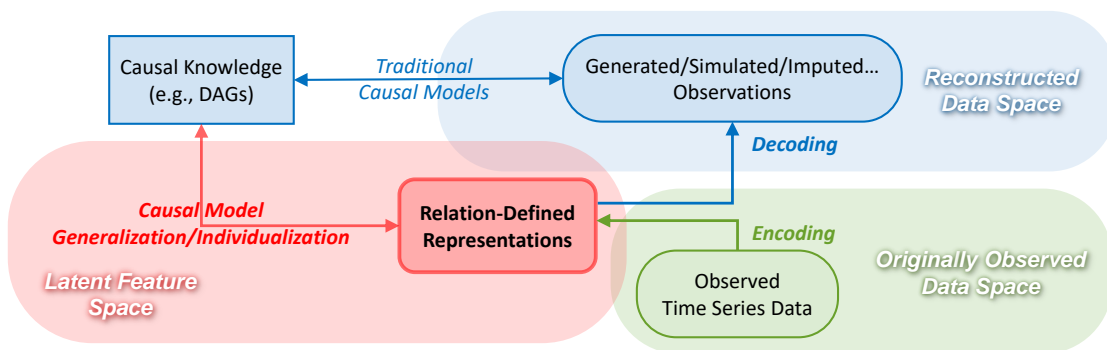 Causal Knowledge
(e.g., DAGs)
Traditional
Causal Models
Generated/Simulated/Imputed...
Observations
Reconstructed
Data Space
Decoding
Causal Model
Generalization/Individualization
Relation-Defined
Representations
Encoding
Latent Feature
Space
Observed
Time Series Data
Originally Observed
Data Space